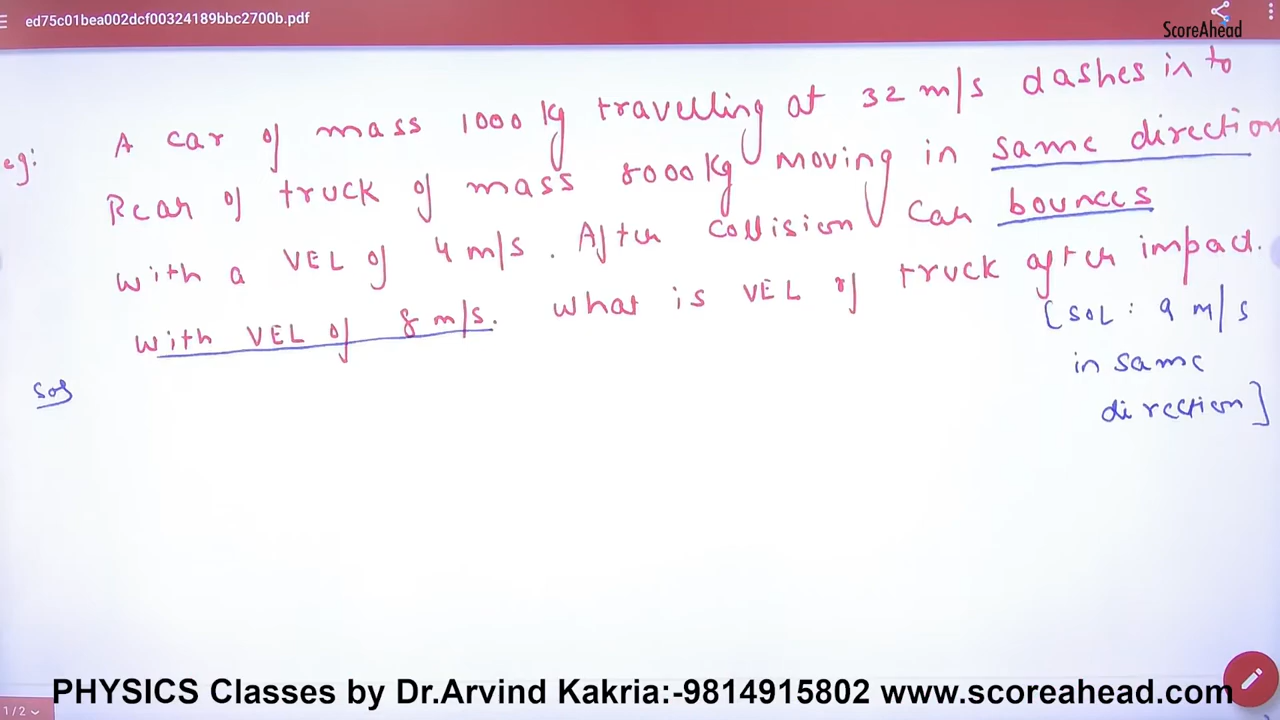 ed75c01bea002dcf00324189bbc2700b.pdf
ScoreAhead
eg: A car of mass 1000 kg travelling at 32 m/s dashes in to
Rear of truck of mass 8000 kg moving in same direction
with a VEL of 4 m/s. After collision Car bounces
with VEL of 8 m/s. What is VEL of truck after impact.
[SOL: 9 m/s
in same
direction]
Sol
PHYSICS Classes by Dr.Arvind Kakria:-9814915802 www.scoreahead.com
1/2